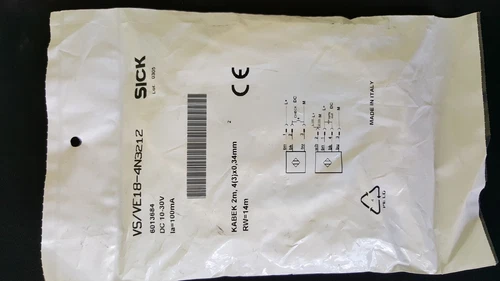 SICK
VS/VE18-4N3212
6013684
DC 10-30V
Ia=100mA
CE
2
KABEK 2m, 4(3)x0,34mm
RW=14m
MADE IN ITALY